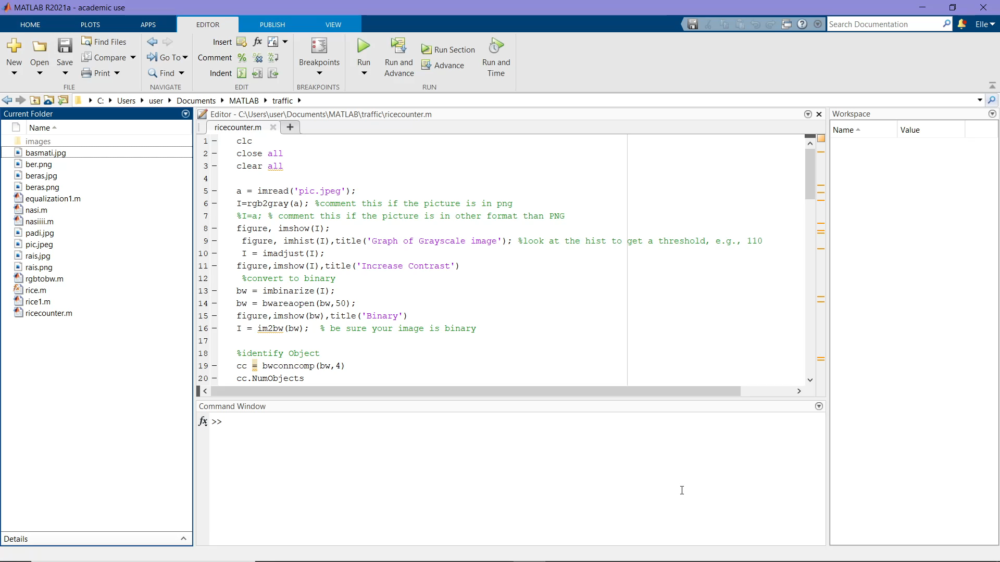 MATLAB R2021a - academic use
HOME PLOTS APPS EDITOR PUBLISH VIEW
Search Documentation
Elle
New
Open
Save
Find Files
Compare
Print
FILE
Go To
Find
NAVIGATE
Insert
Comment
Indent
EDIT
Breakpoints
BREAKPOINTS
Run
Run and
Advance
Run Section
Advance
Run and
Time
RUN
C: Users user Documents MATLAB traffic
Current Folder
Name
images
basmati.jpg
ber.png
beras.jpg
beras.png
equalization1.m
nasi.m
nasiiii.m
padi.jpg
pic.jpeg
rais.jpg
rais.png
rgbtobw.m
rice.m
rice1.m
ricecounter.m
Details
Editor - C:\Users\user\Documents\MATLAB\traffic\ricecounter.m
ricecounter.m
1 clc
2 close all
3 clear all
4
5 a = imread('pic.jpeg');
6 I=rgb2gray(a); %comment this if the picture is in png
7 %I=a; % comment this if the picture is in other format than PNG
8 figure, imshow(I);
9 figure, imhist(I),title('Graph of Grayscale image'); %look at the hist to get a threshold, e.g., 110
10 I = imadjust(I);
11 figure,imshow(I),title('Increase Contrast')
12 %convert to binary
13 bw = imbinarize(I);
14 bw = bwareaopen(bw,50);
15 figure,imshow(bw),title('Binary')
16 I = im2bw(bw); % be sure your image is binary
17
18 %identify Object
19 cc = bwconncomp(bw,4)
20 cc.NumObjects
Command Window
fx >>
Workspace
Name Value